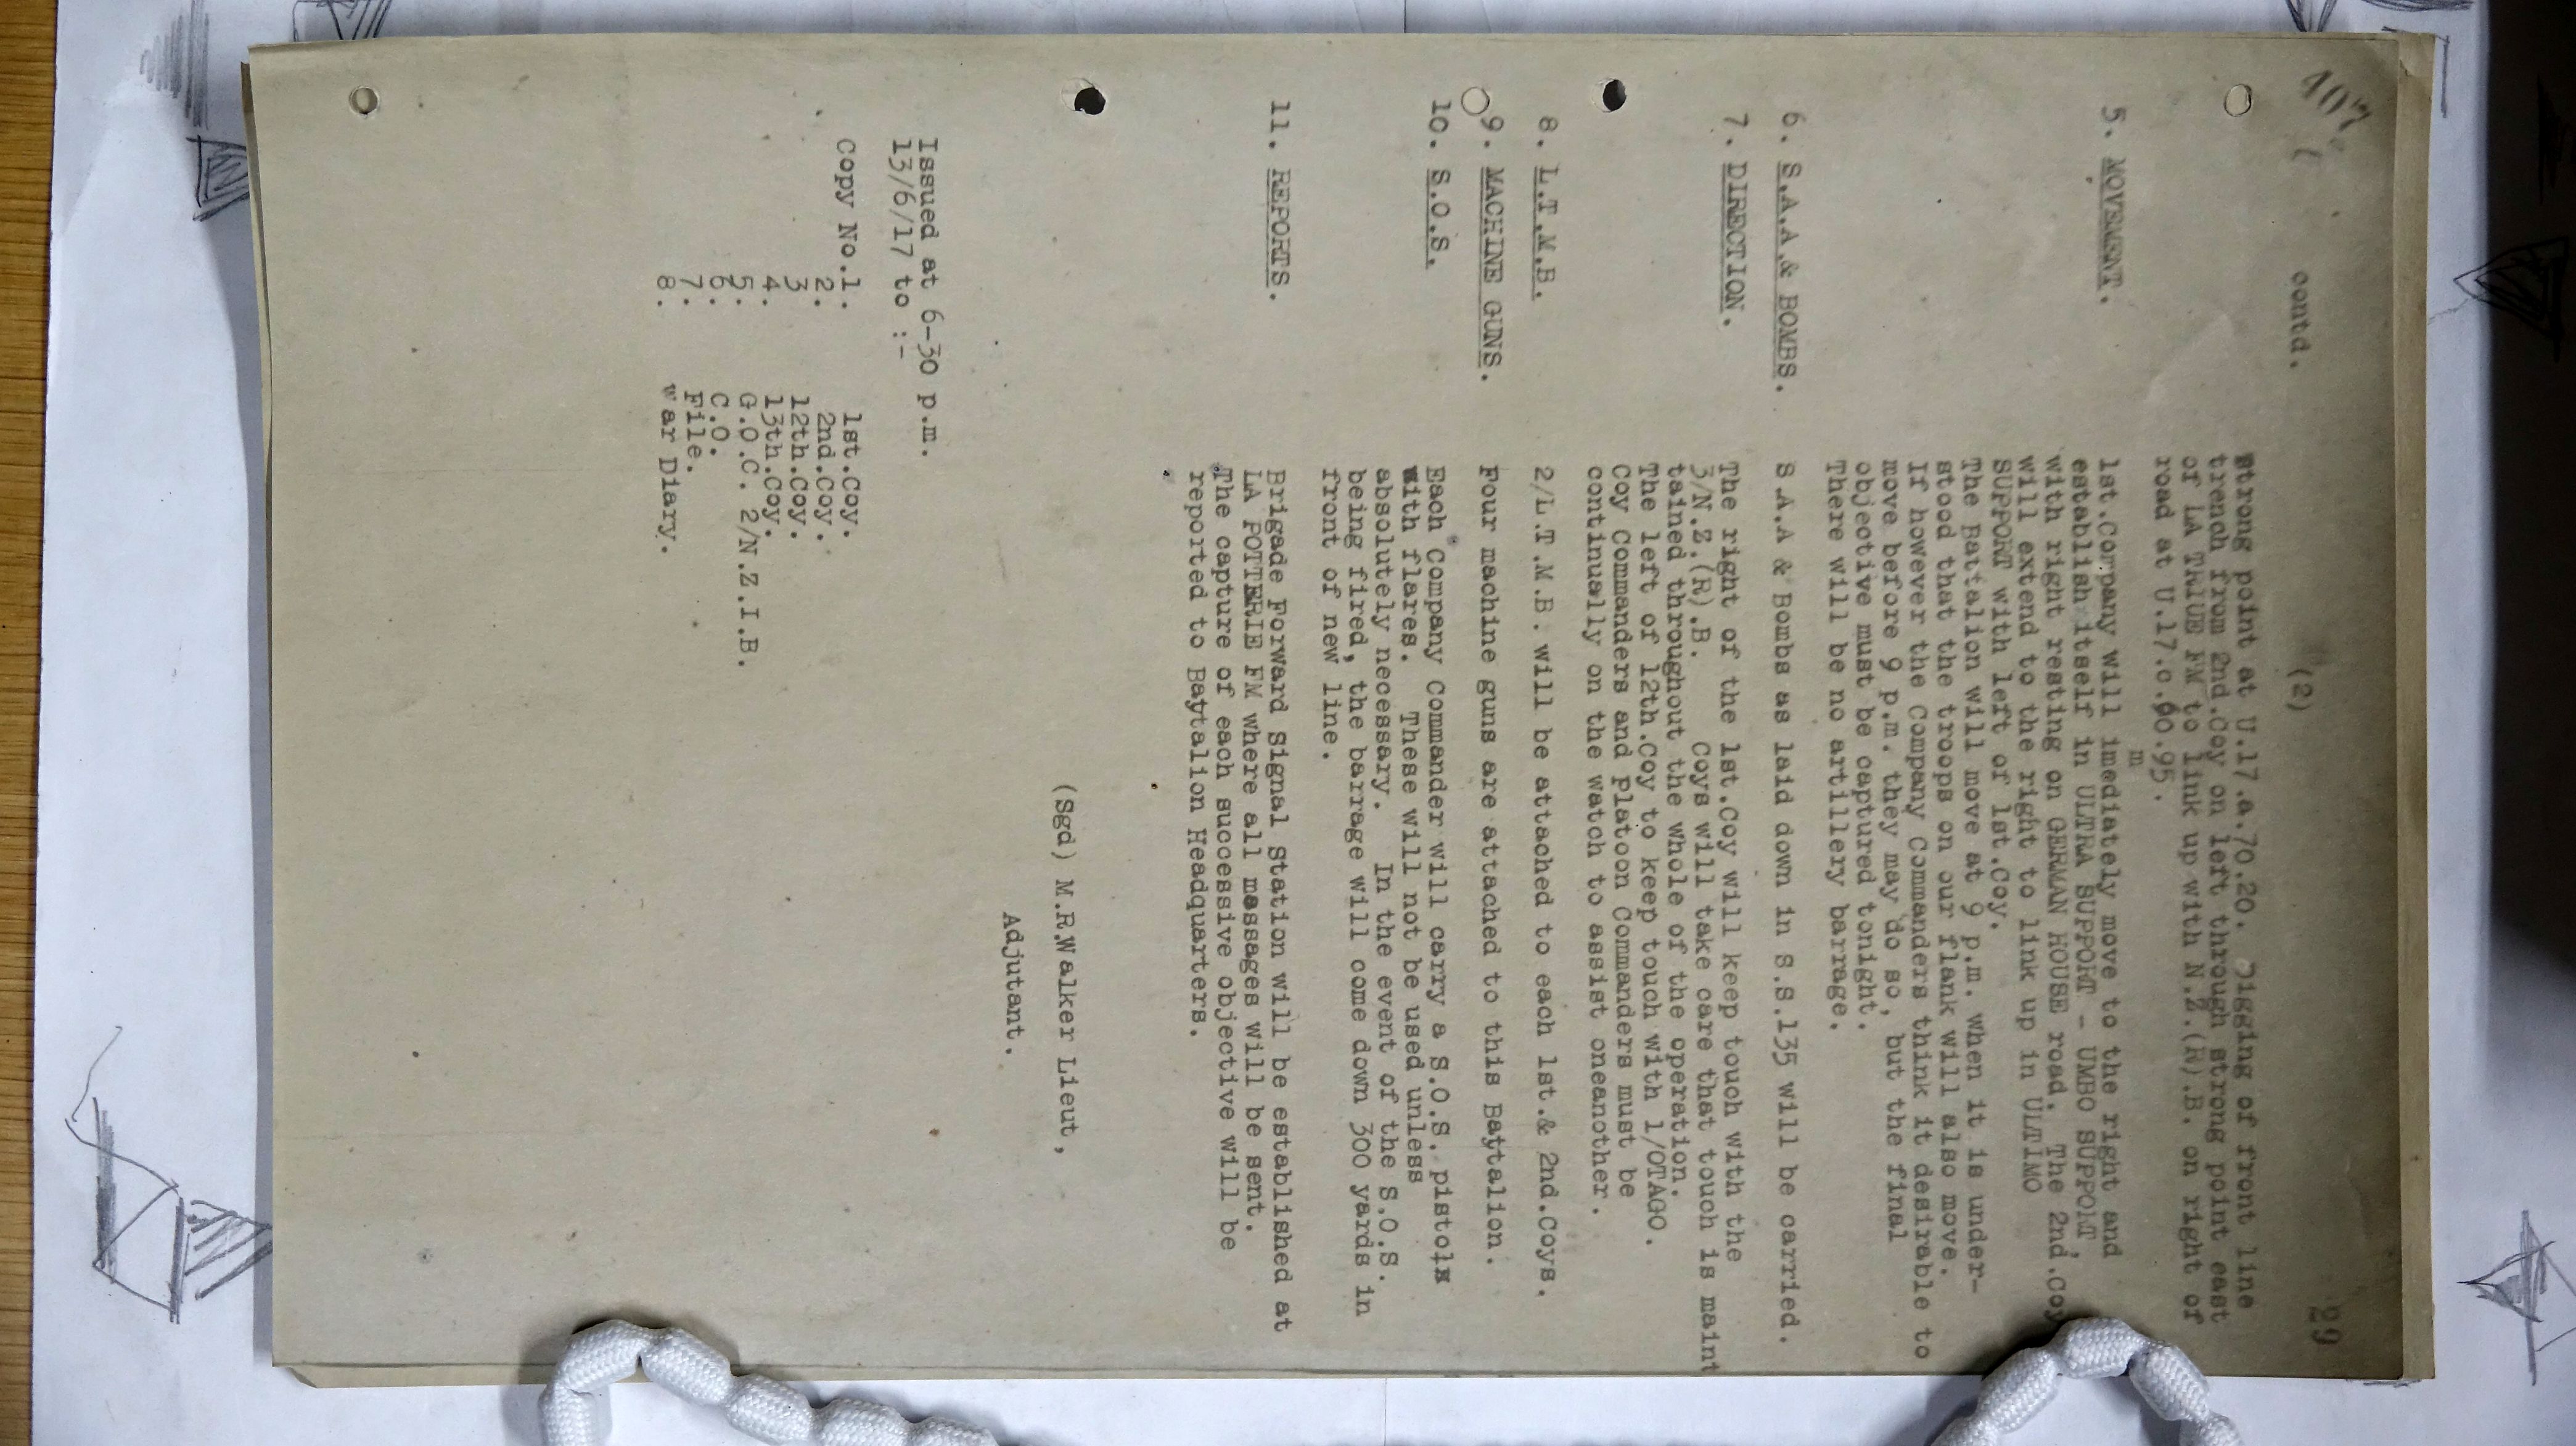 29
contd. (2)
strong point at U.17.a.70.20. Digging of front line
trench from 2nd.Coy on left through strong point east
of LA TRIUE FM to link up with N.Z.(R).B. on right of
road at U.17.c.90.95.
m
5. MOVEMENT. 1st.Company will imediately move to the right and
establish itself in ULTRA SUPPORT - UMBO SUPPORT,
with right resting on GERMAN HOUSE road. The 2nd.Coy
will extend to the right to link up in ULTIMO
SUPPORT with left of 1st.Coy.
The Battalion will move at 9 p.m. when it is under-
stood that the troops on our flank will also move.
If however the Company Commanders think it desirable to
move before 9 p.m. they may do so, but the final
objective must be captured tonight.
There will be no artillery barrage.
6. S.A.A.& BOMBS. S.A.A & Bombs as laid down in S.S.135 will be carried.
7. DIRECTION. The right of the 1st.Coy will keep touch with the
3/N.Z.(R).B. Coys will take care that touch is maint
tained throughout the whole of the operation.
The left of 12th.Coy to keep touch with 1/OTAGO.
Coy Commanders and Platoon Commanders must be
continually on the watch to assist oneanother.
8. L.T.M.B. 2/L.T.M.B. will be attached to each 1st.& 2nd.Coys.
9. MACHINE GUNS. Four machine guns are attached to this Battalion.
10. S.O.S. Each Company Commander will carry a S.O.S. pistol
with flares. These will not be used unless
absolutely necessary. In the event of the S.O.S.
being fired, the barrage will come down 300 yards in
front of new line.
11. REPORTS. Brigade Forward Signal Station will be established at
LA POTTERIE FM where all messages will be sent.
The capture of each successive objective will be
reported to Battalion Headquarters.
(Sgd) M.R.Walker Lieut,
Adjutant.
Issued at 6-30 p.m.
13/6/17 to :-
Copy No.1. 1st.Coy.
2. 2nd.Coy.
3 12th.Coy.
4. 13th.Coy.
5. G.O.C. 2/N.Z.I.B.
6. C.O.
7. File.
8. War Diary.